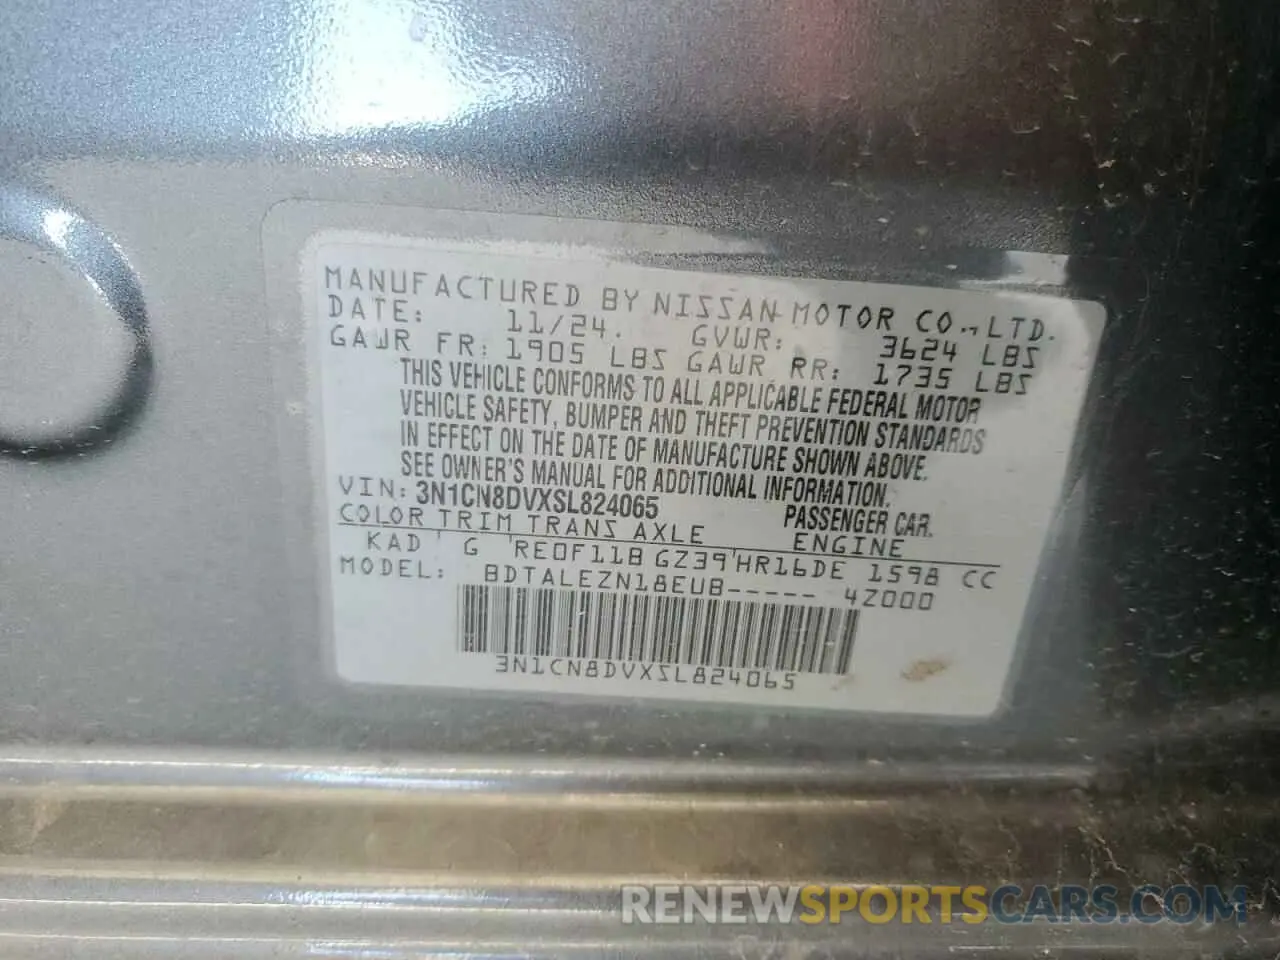 MANUFACTURED BY NISSAN MOTOR CO., LTD.
DATE: 11/24. GVWR: 3624 LBS
GAWR FR: 1905 LBS GAWR RR: 1735 LBS
THIS VEHICLE CONFORMS TO ALL APPLICABLE FEDERAL MOTOR
VEHICLE SAFETY, BUMPER AND THEFT PREVENTION STANDARDS
IN EFFECT ON THE DATE OF MANUFACTURE SHOWN ABOVE.
SEE OWNER'S MANUAL FOR ADDITIONAL INFORMATION.
VIN: 3N1CN8DVXSL824065 PASSENGER CAR.
COLOR TRIM TRANS AXLE ENGINE
KAD G RE0F11B GZ39 HR16DE 1598 CC
MODEL: BDTALEZN18EUB----- 4Z000
3N1CN8DVXSL824065
RENEWSPORTSCARS.COM